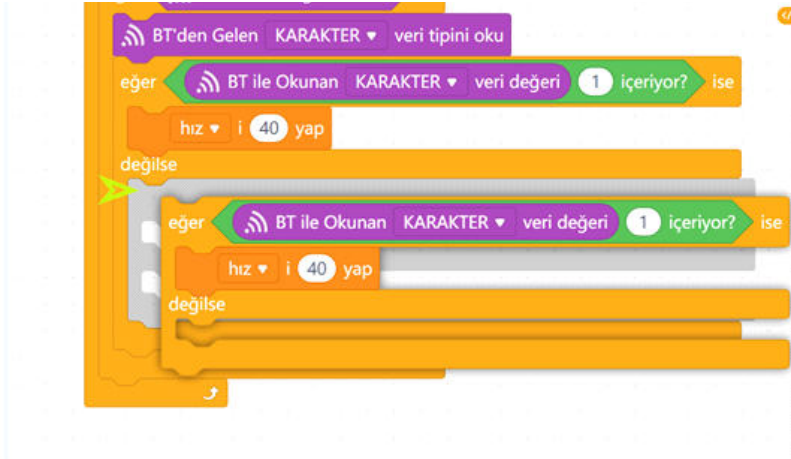 BT'den Gelen KARAKTER veri tipini oku
eğer BT ile Okunan KARAKTER veri değeri 1 içeriyor? ise
hız i 40 yap
değilse
eğer BT ile Okunan KARAKTER veri değeri 1 içeriyor? ise
hız i 40 yap
değilse